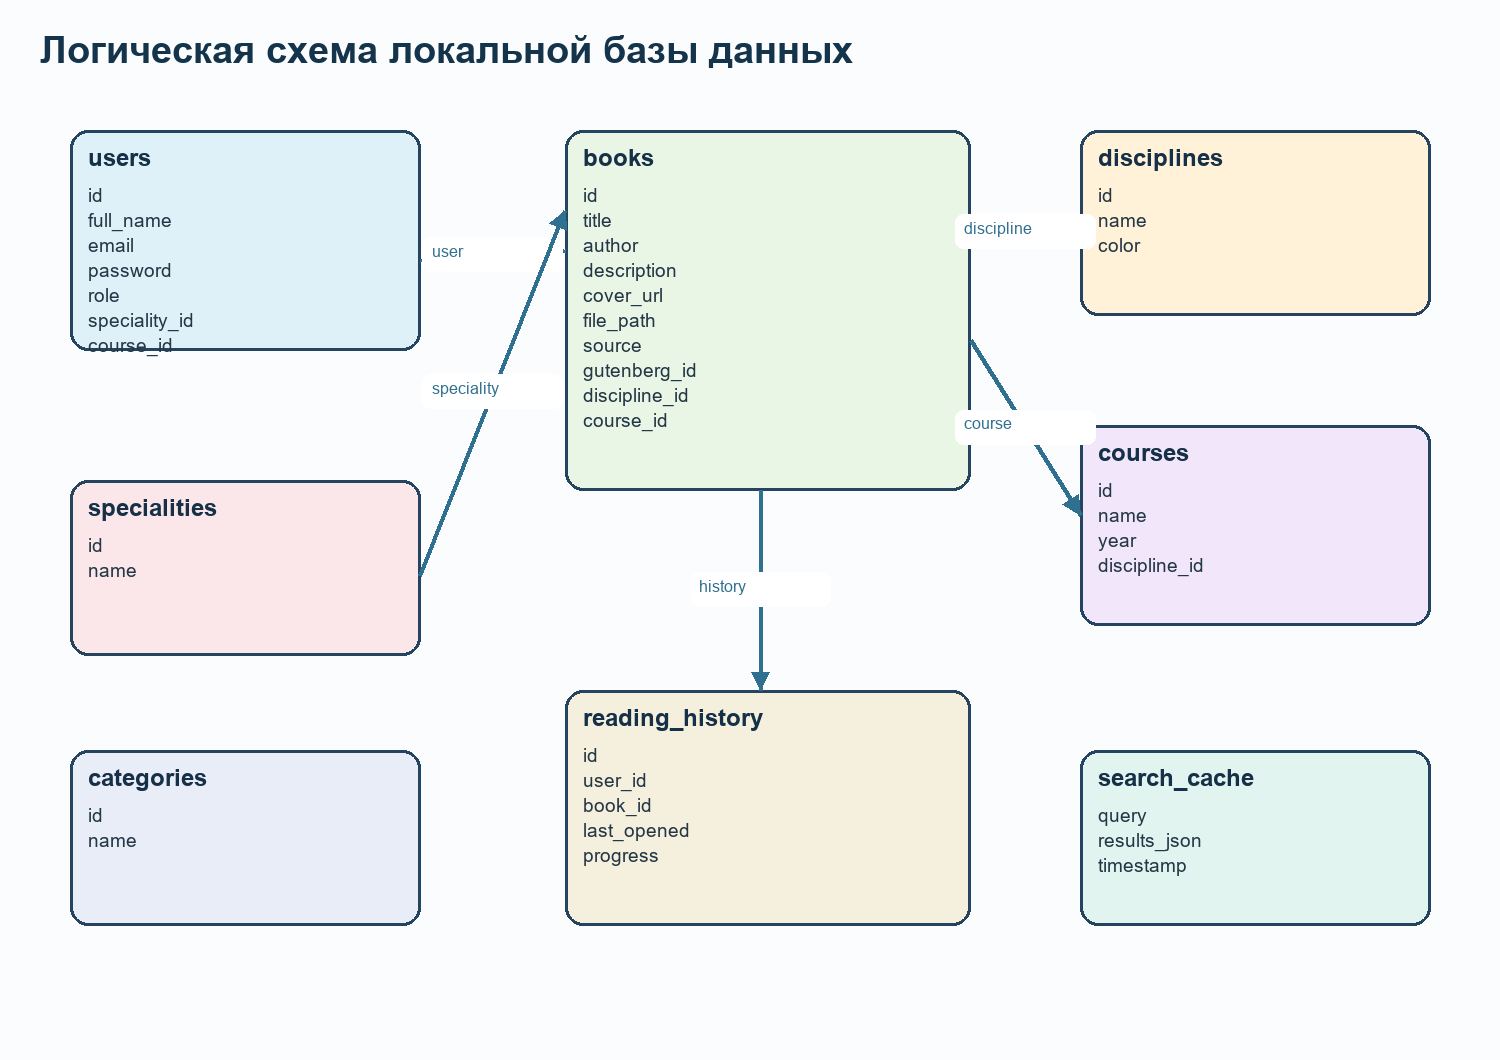 Логическая схема локальной базы данных
users
id
full_name
email
password
role
speciality_id
course_id
user
speciality
specialities
id
name
categories
id
name
books
id
title
author
description
cover_url
file_path
source
gutenberg_id
discipline_id
course_id
history
reading_history
id
user_id
book_id
last_opened
progress
discipline
course
disciplines
id
name
color
courses
id
name
year
discipline_id
search_cache
query
results_json
timestamp